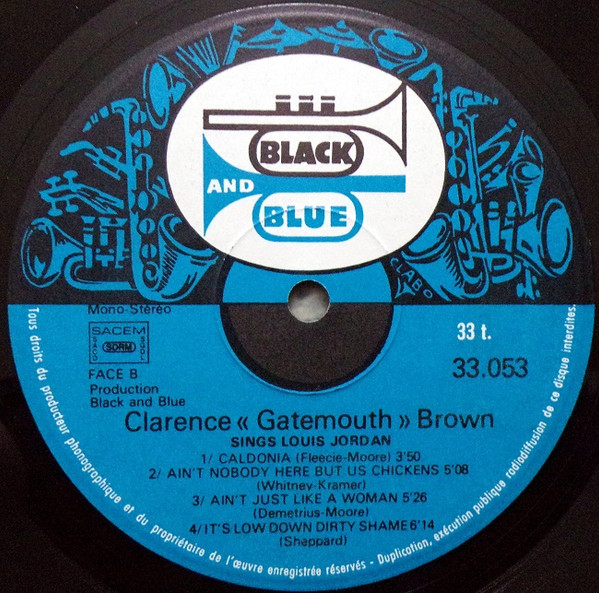 BLACK
AND
BLUE
CLABO
Mono-Stéréo
SACEM
SACD
SDRM
SGDL
FACE B
Production
Black and Blue
33 t.
33.053
Clarence « Gatemouth » Brown
SINGS LOUIS JORDAN
1/ CALDONIA (Fleecie-Moore) 3'50
2/ AIN'T NOBODY HERE BUT US CHICKENS 5'08
(Whitney-Kramer)
3/ AIN'T JUST LIKE A WOMAN 5'26
(Demetrius-Moore)
4/ IT'S LOW DOWN DIRTY SHAME 6'14
(Sheppard)
Tous droits du producteur phonographique et du propriétaire de l'œuvre enregistrée réservés - Duplication, exécution publique radiodiffusion de ce disque interdites.